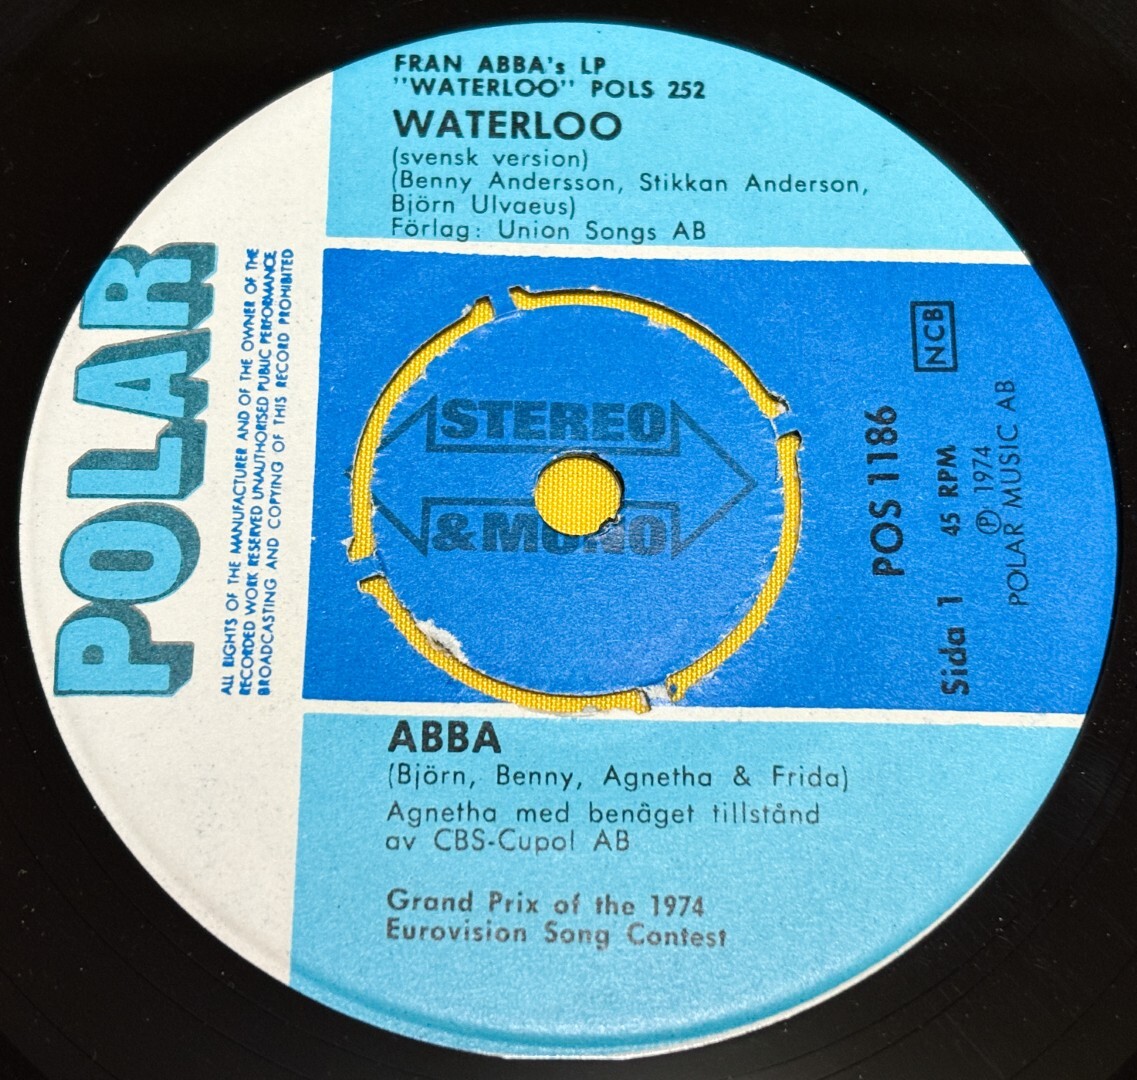 FRAN ABBA's LP
"WATERLOO" POLS 252
WATERLOO
(svensk version)
(Benny Andersson, Stikkan Anderson,
Björn Ulvaeus)
Förlag: Union Songs AB
POLAR
ALL RIGHTS OF THE MANUFACTURER AND OF THE OWNER OF THE
RECORDED WORK RESERVED UNAUTHORISED PUBLIC PERFORMANCE
BROADCASTING AND COPYING OF THIS RECORD PROHIBITED
STEREO
& MONO
NCB
POS 1186
Sida 1 45 RPM
Ⓟ 1974
POLAR MUSIC AB
ABBA
(Björn, Benny, Agnetha & Frida)
Agnetha med benäget tillstånd
av CBS-Cupol AB
Grand Prix of the 1974
Eurovision Song Contest